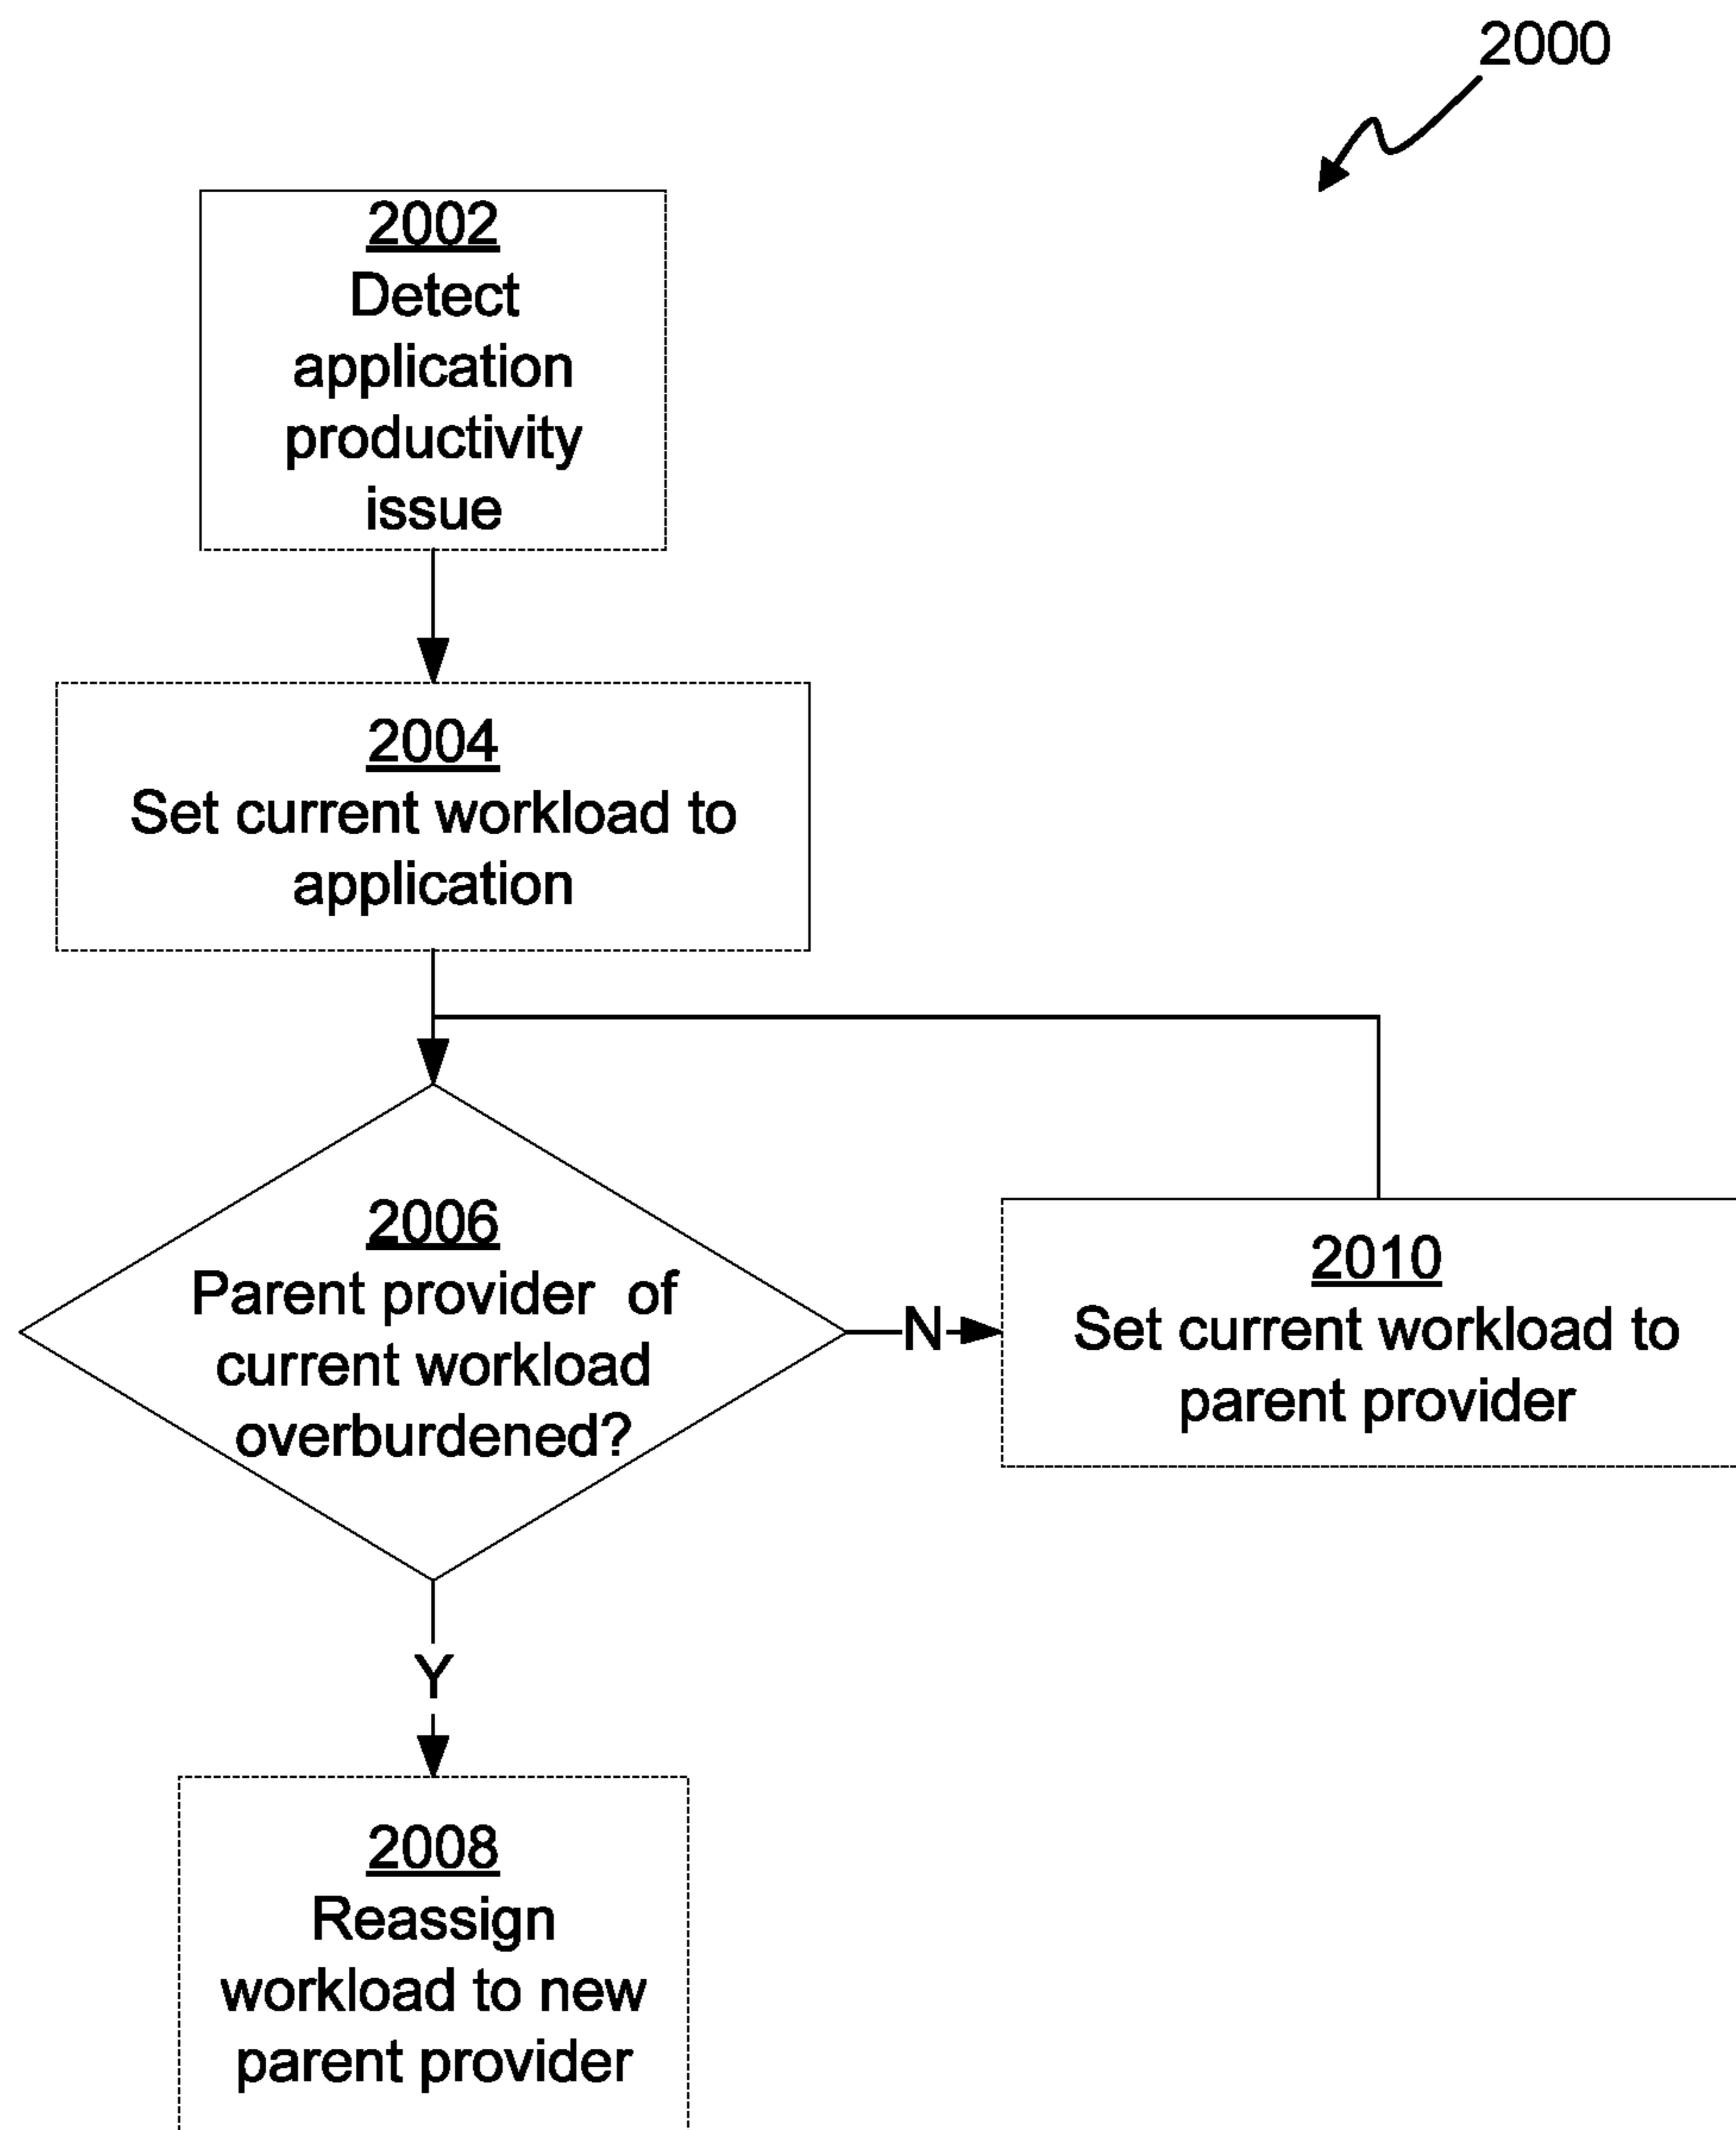 2000
2002
Detect
application
productivity
issue
2004
Set current workload to
application
2006
Parent provider of
current workload
overburdened?
N
2010
Set current workload to
parent provider
Y
2008
Reassign
workload to new
parent provider